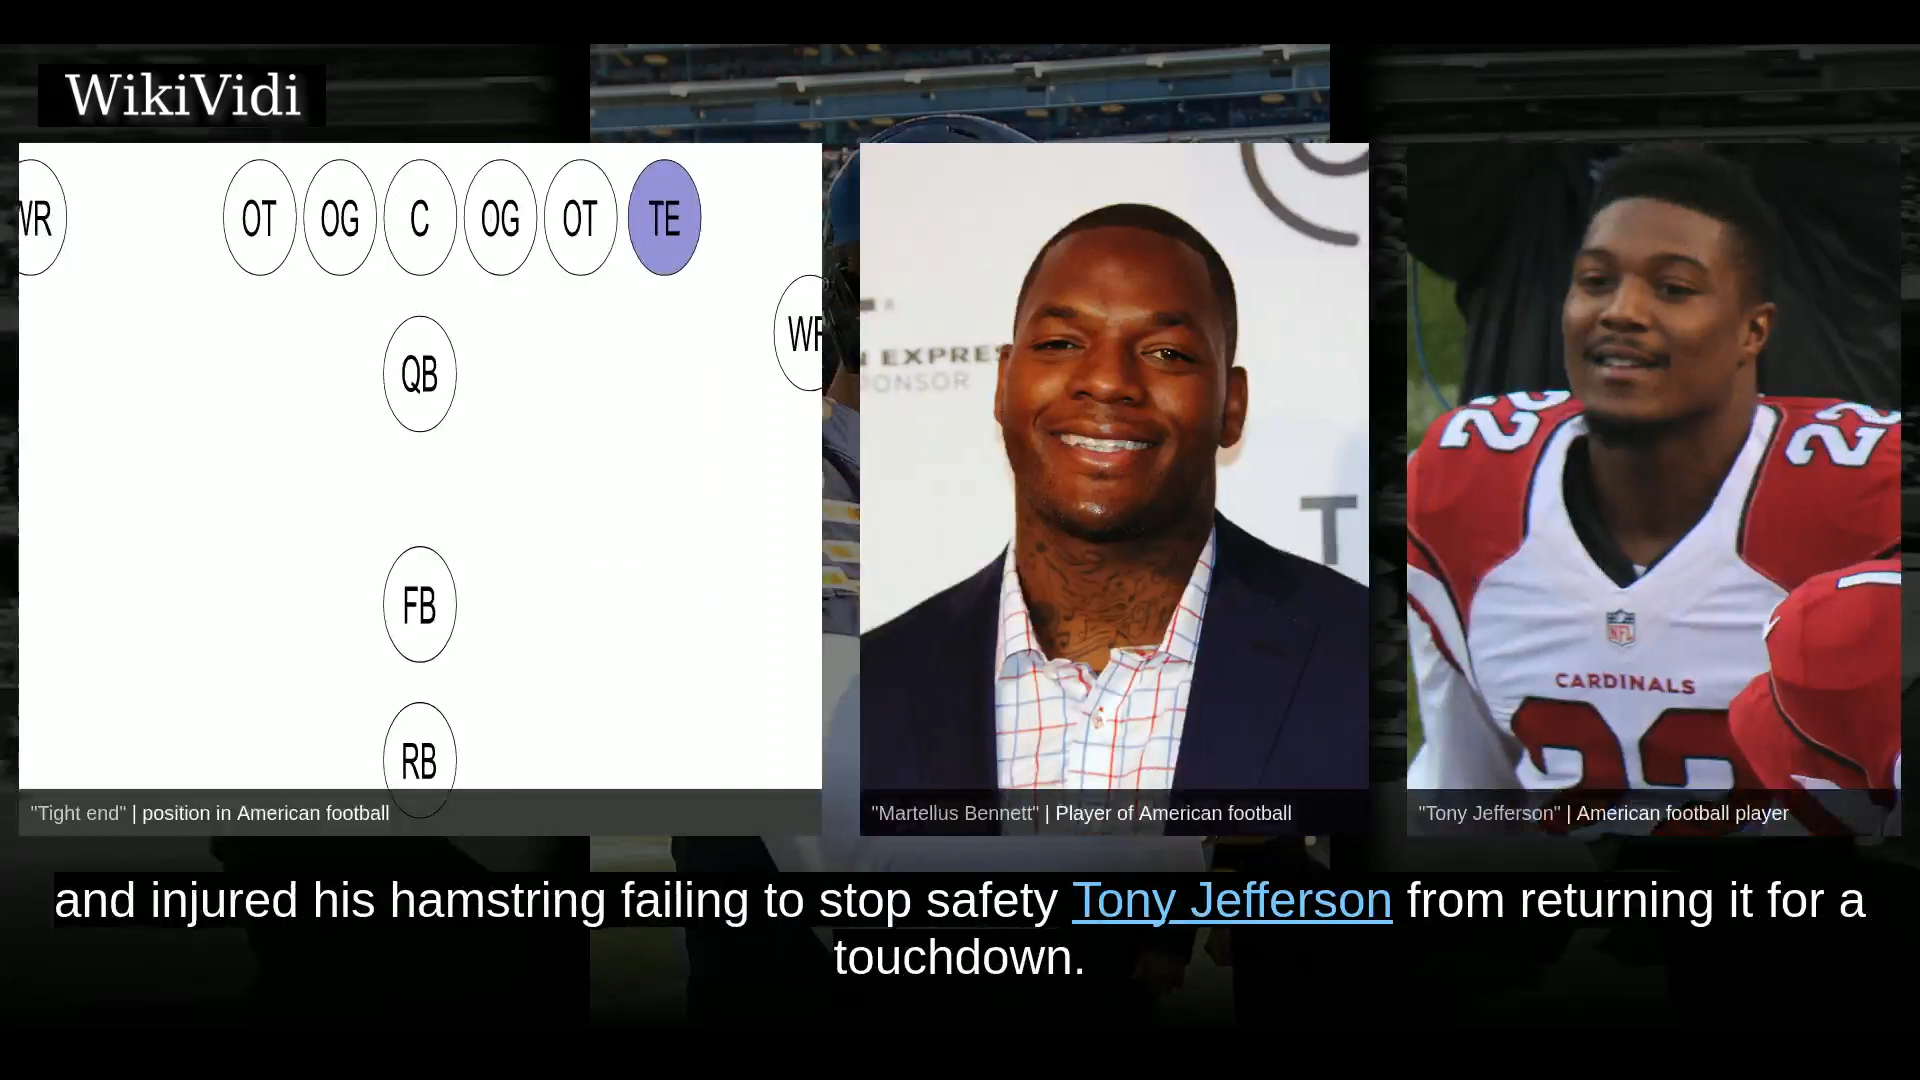 WikiVidi
WR
OT OG C OG OT TE
QB
WR
FB
RB
EXPRES
PONSOR
T
22
22
NFL
CARDINALS
22
"Tight end" | position in American football
"Martellus Bennett" | Player of American football
"Tony Jefferson" | American football player
and injured his hamstring failing to stop safety Tony Jefferson from returning it for a
touchdown.